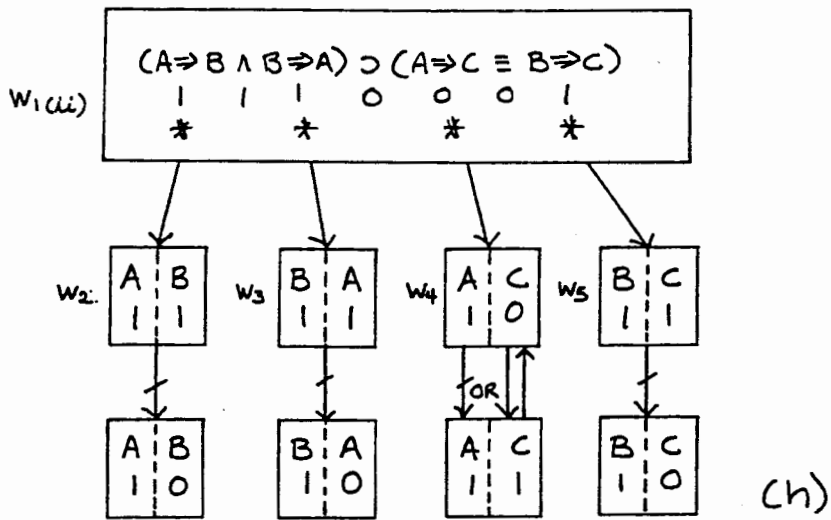 (A⇒B ∧ B⇒A) ⊃ (A⇒C ≡ B⇒C)
W1(ii) 1 1 1 0 0 0 1
* * * *
W2. A B W3 B A W4 A C W5 B C
1 1 1 1 1 0 1 1
OR
A B B A A C B C
1 0 1 0 1 1 1 0
(h)